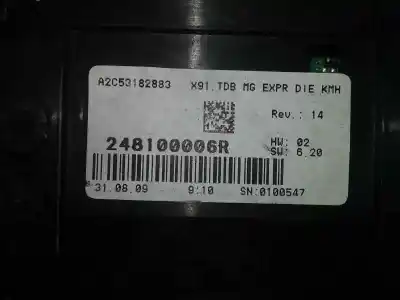 A2C53182883 X91.TDB MG EXPR DIE KMH
Rev.: 14
248100006R
HW: 02
SW: 6.20
31.08.09 9:10 SN:0100547